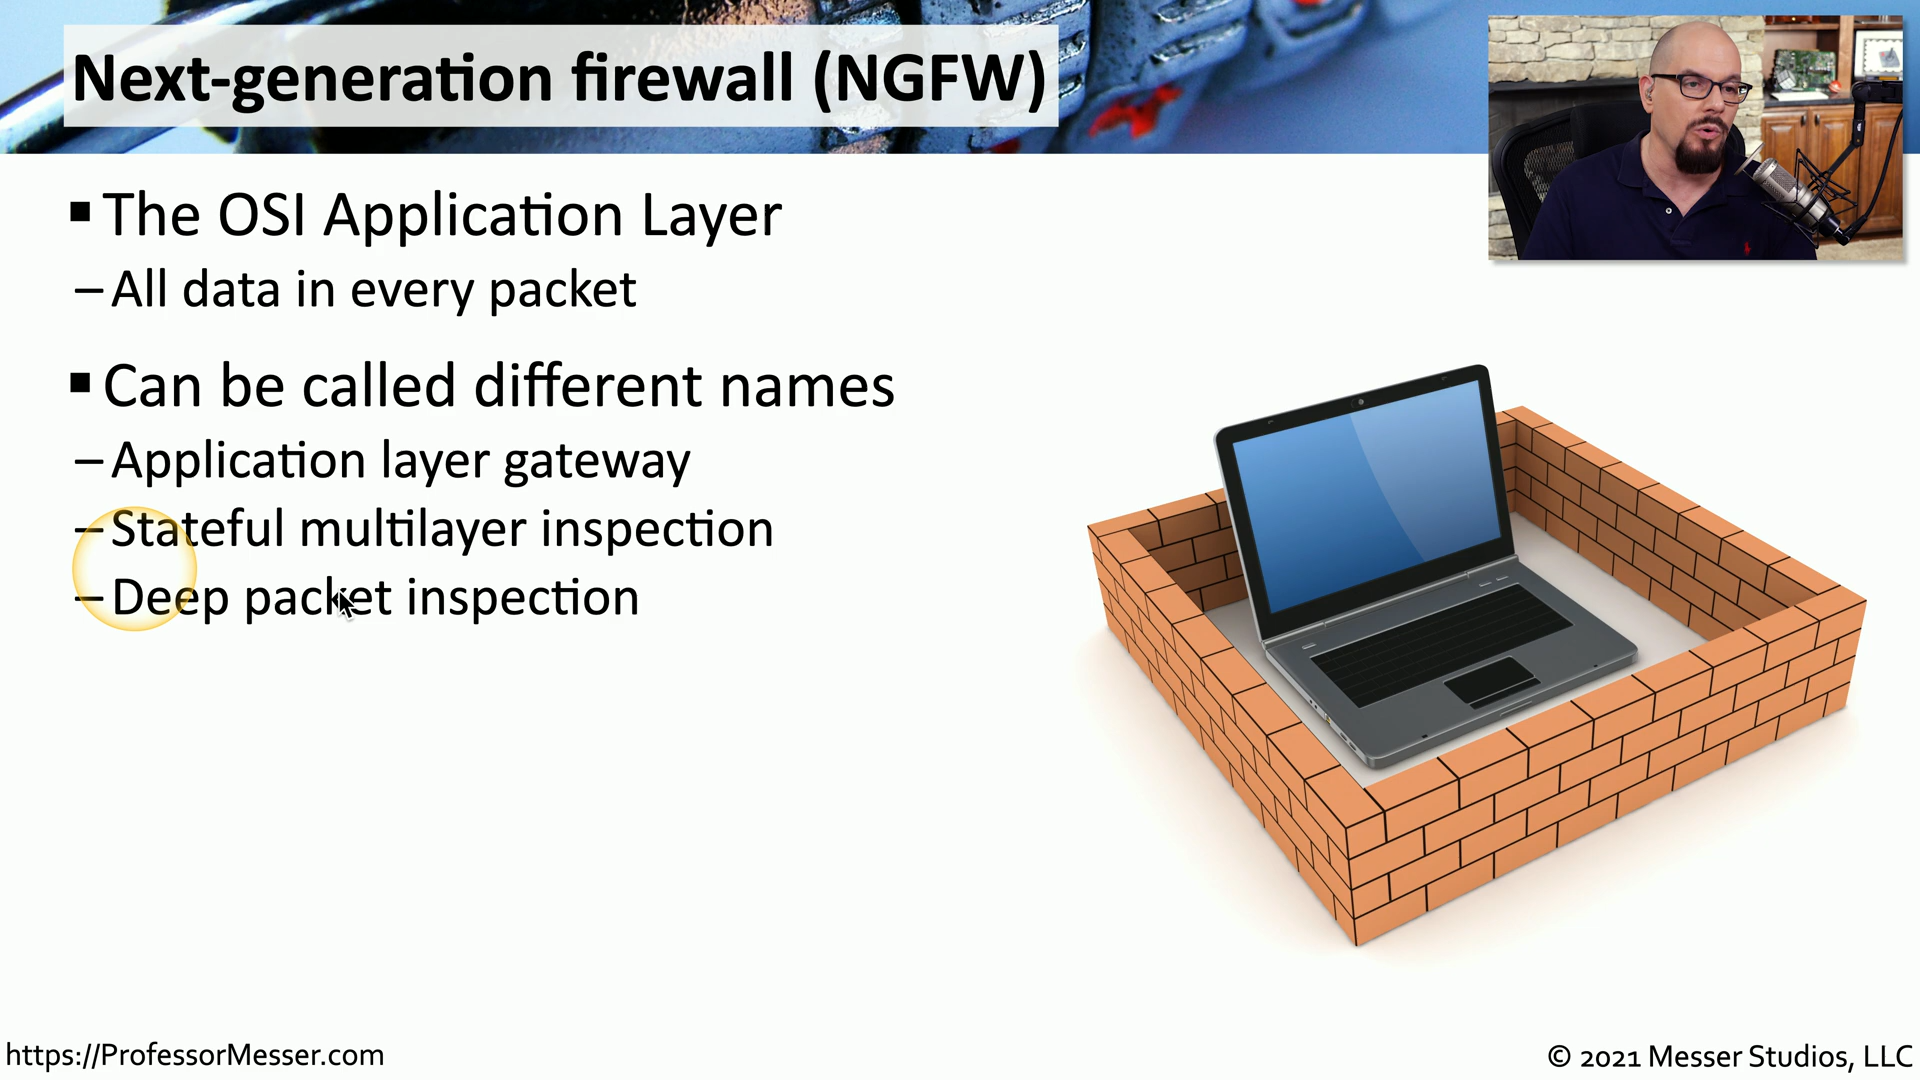 Next-generation firewall (NGFW)
▪ The OSI Application Layer
– All data in every packet
▪ Can be called different names
– Application layer gateway
– Stateful multilayer inspection
– Deep packet inspection
https://ProfessorMesser.com
© 2021 Messer Studios, LLC